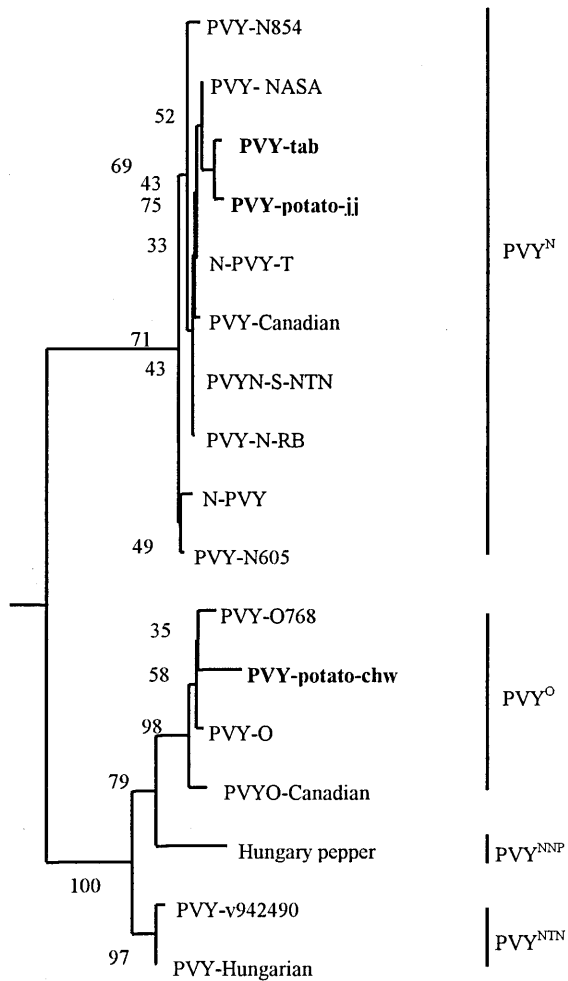 PVY-N854
PVY- NASA
52
PVY-tab
69
43
75
PVY-potato-jj
33
PVY^N
N-PVY-T
PVY-Canadian
71
43
PVYN-S-NTN
PVY-N-RB
N-PVY
49
PVY-N605
PVY-O768
35
58
PVY-potato-chw
PVY^O
98
PVY-O
79
PVYO-Canadian
Hungary pepper
PVY^NNP
100
PVY-v942490
PVY^NTN
97
PVY-Hungarian